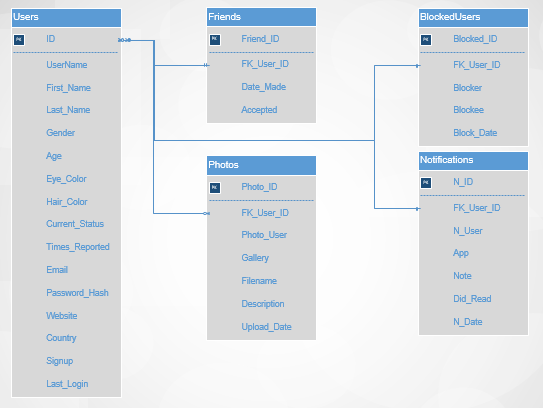 Users
PK ID
UserName
First_Name
Last_Name
Gender
Age
Eye_Color
Hair_Color
Current_Status
Times_Reported
Email
Password_Hash
Website
Country
Signup
Last_Login
Friends
PK Friend_ID
FK_User_ID
Date_Made
Accepted
Photos
PK Photo_ID
FK_User_ID
Photo_User
Gallery
Filename
Description
Upload_Date
BlockedUsers
PK Blocked_ID
FK_User_ID
Blocker
Blockee
Block_Date
Notifications
PK N_ID
FK_User_ID
N_User
App
Note
Did_Read
N_Date